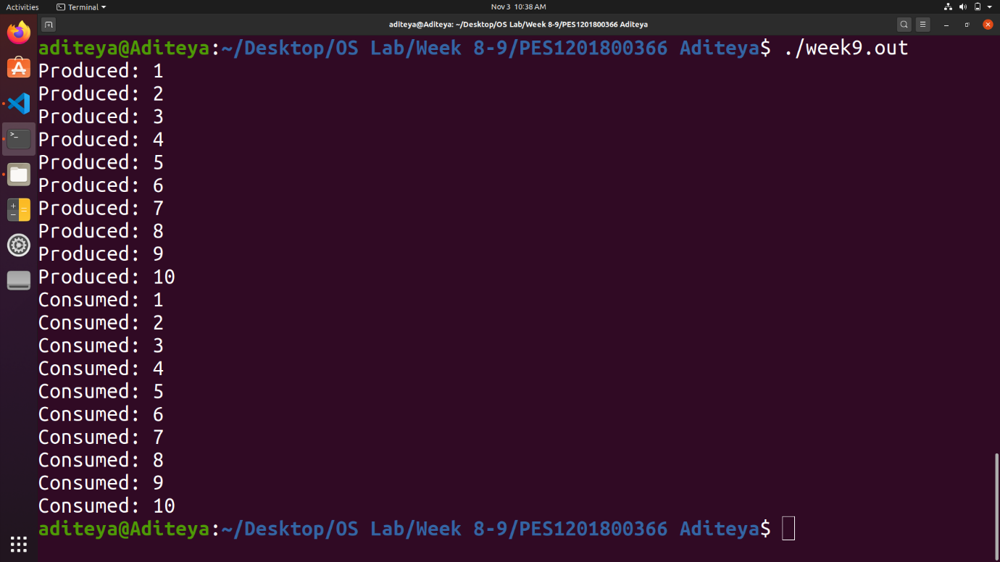 Activities
Terminal
Nov 3 10:38 AM
aditeya@Aditeya: ~/Desktop/OS Lab/Week 8-9/PES1201800366 Aditeya
aditeya@Aditeya:~/Desktop/OS Lab/Week 8-9/PES1201800366 Aditeya$ ./week9.out
Produced: 1
Produced: 2
Produced: 3
Produced: 4
Produced: 5
Produced: 6
Produced: 7
Produced: 8
Produced: 9
Produced: 10
Consumed: 1
Consumed: 2
Consumed: 3
Consumed: 4
Consumed: 5
Consumed: 6
Consumed: 7
Consumed: 8
Consumed: 9
Consumed: 10
aditeya@Aditeya:~/Desktop/OS Lab/Week 8-9/PES1201800366 Aditeya$